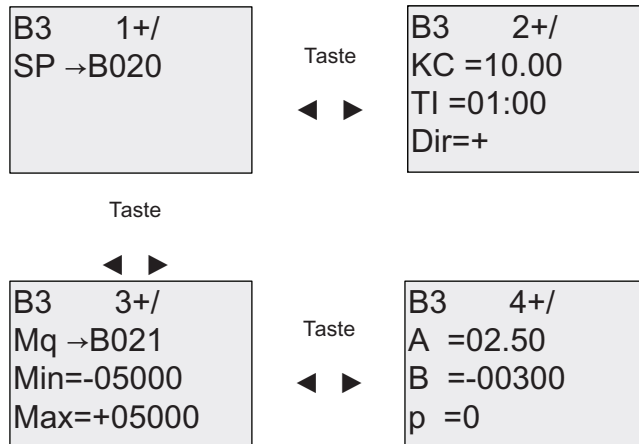 B3 1+/
SP →B020
Taste
◄ ►
B3 2+/
KC =10.00
TI =01:00
Dir=+
Taste
◄ ►
B3 3+/
Mq →B021
Min=-05000
Max=+05000
Taste
◄ ►
B3 4+/
A =02.50
B =-00300
p =0